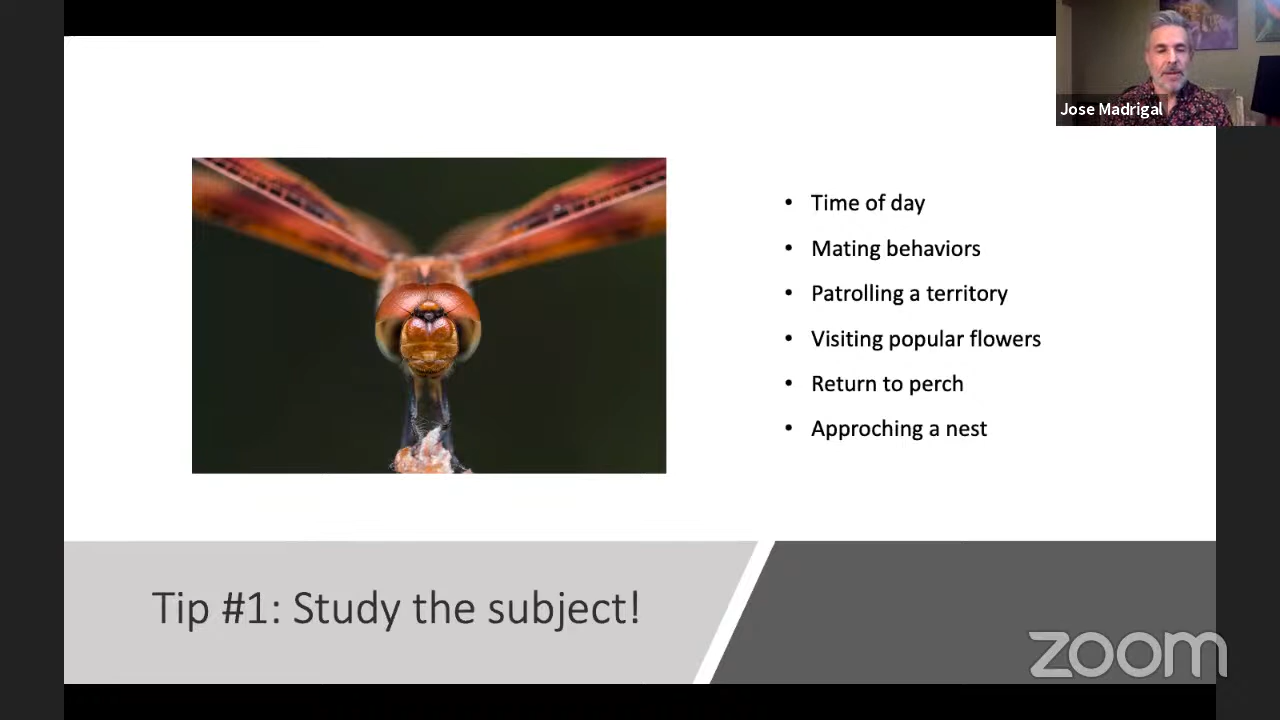 Jose Madrigal
• Time of day
• Mating behaviors
• Patrolling a territory
• Visiting popular flowers
• Return to perch
• Approching a nest
Tip #1: Study the subject!
zoom